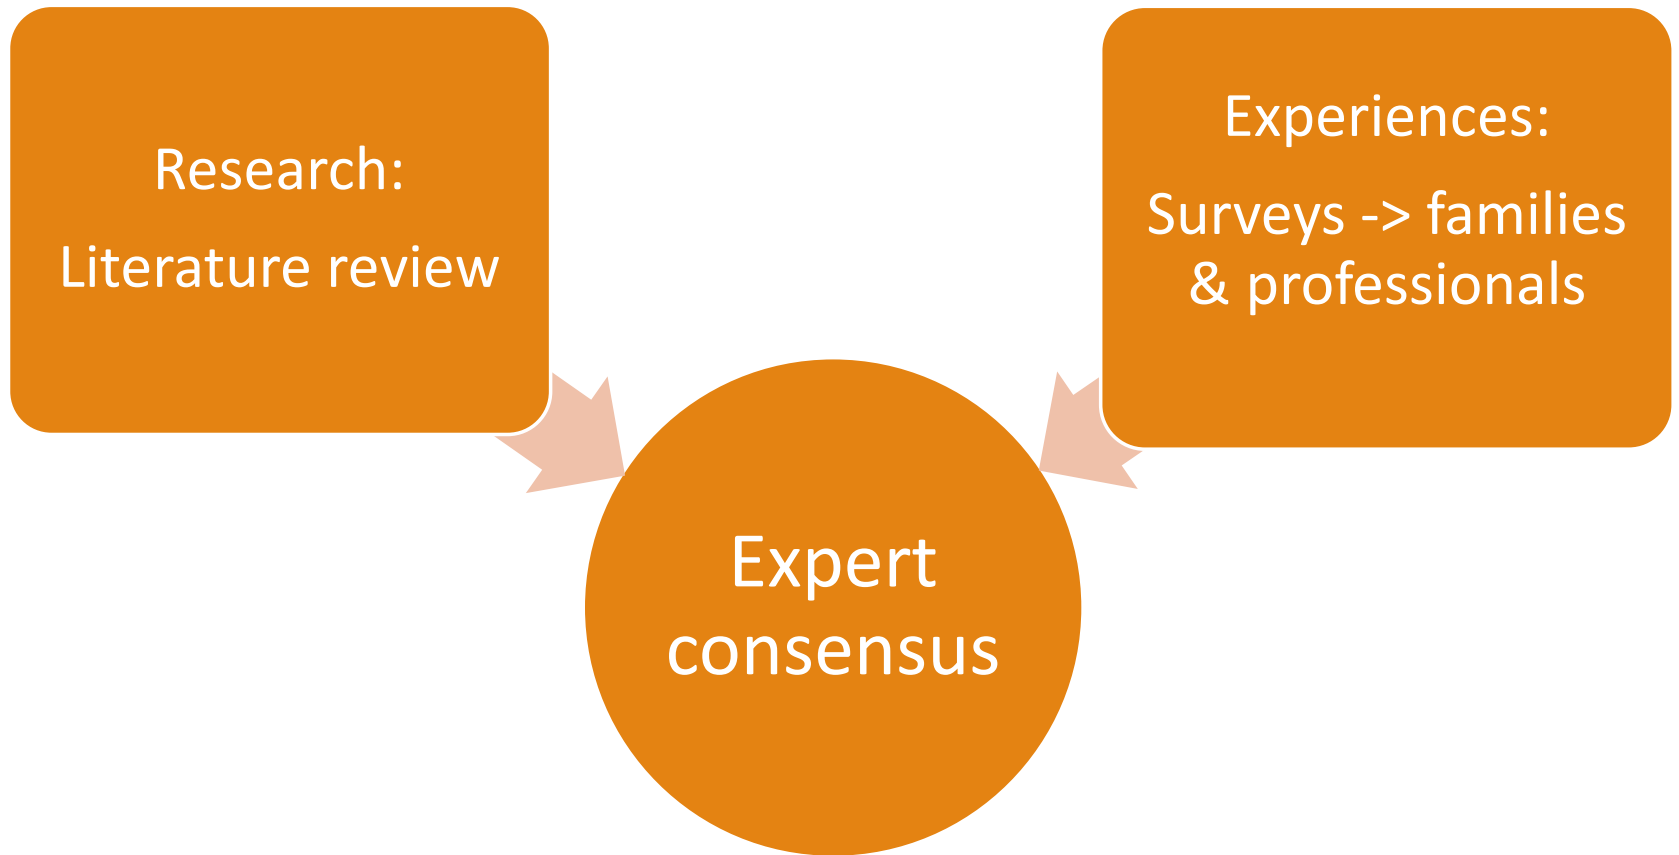 Research:
Literature review
Experiences:
Surveys -> families
& professionals
Expert
consensus